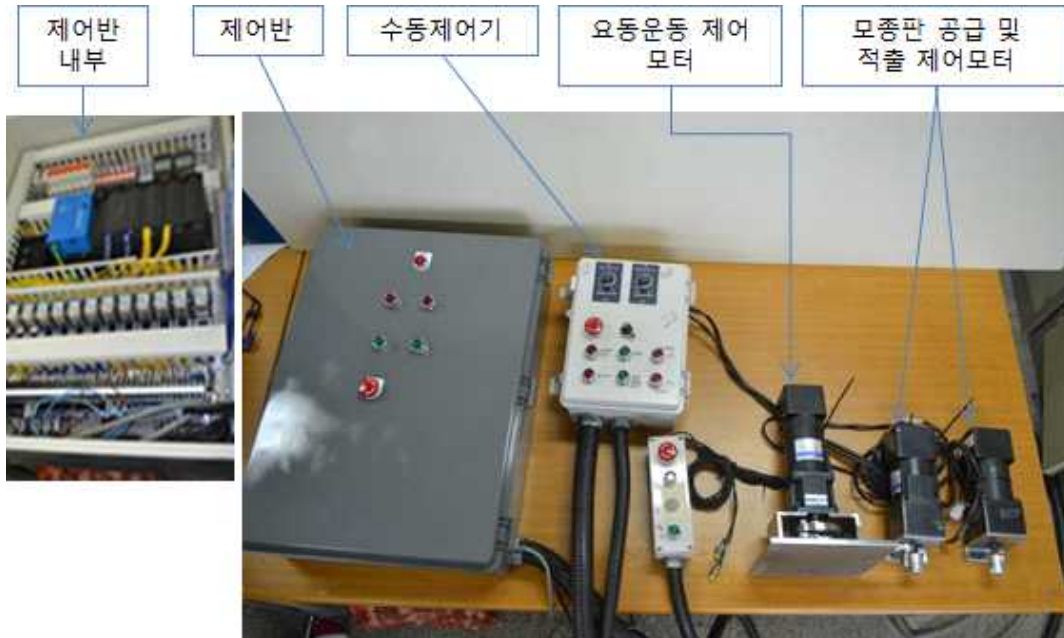 제어반
내부
제어반
수동제어기
요동운동 제어
모터
모종판 공급 및
적출 제어모터